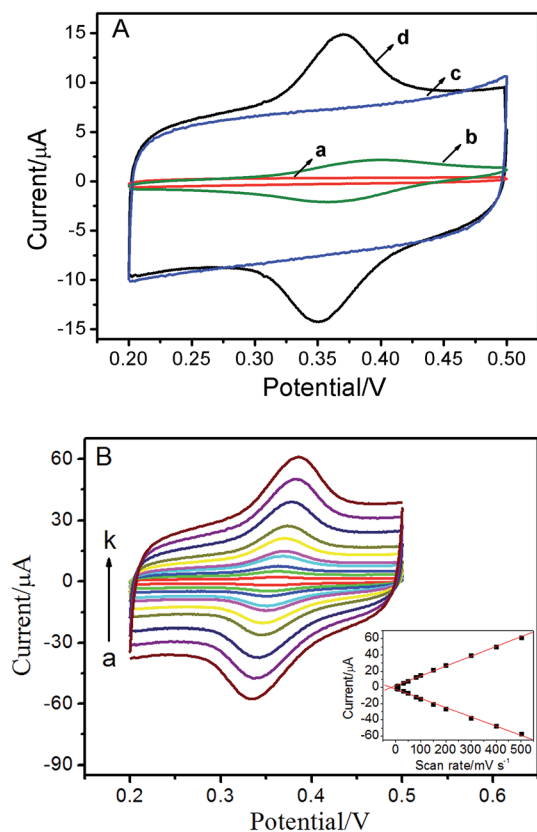 A
Current/μA
15
10
5
0
-5
-10
-15
d
c
a
b
0.20 0.25 0.30 0.35 0.40 0.45 0.50
Potential/V
B
Current/μA
60
30
0
-30
-60
-90
k
a
0.2 0.3 0.4 0.5 0.6
Potential/V
Current/μA
60
40
20
0
-20
-40
-60
0 100 200 300 400 500
Scan rate/mV s⁻¹